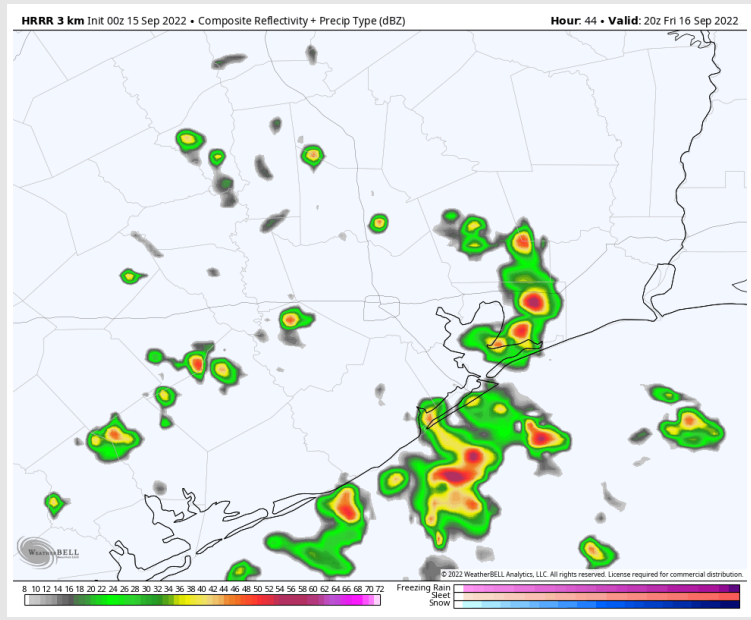 HRRR 3 km Init 00z 15 Sep 2022 • Composite Reflectivity + Precip Type (dBZ)
Hour: 44 • Valid: 20z Fri 16 Sep 2022
WeatherBELL
© 2022 WeatherBELL Analytics, LLC. All rights reserved. License required for commercial distribution.
8 10 12 14 16 18 20 22 24 26 28 30 32 34 36 38 40 42 44 46 48 50 52 54 56 58 60 62 64 66 68 70 72
Freezing Rain
Sleet
Snow